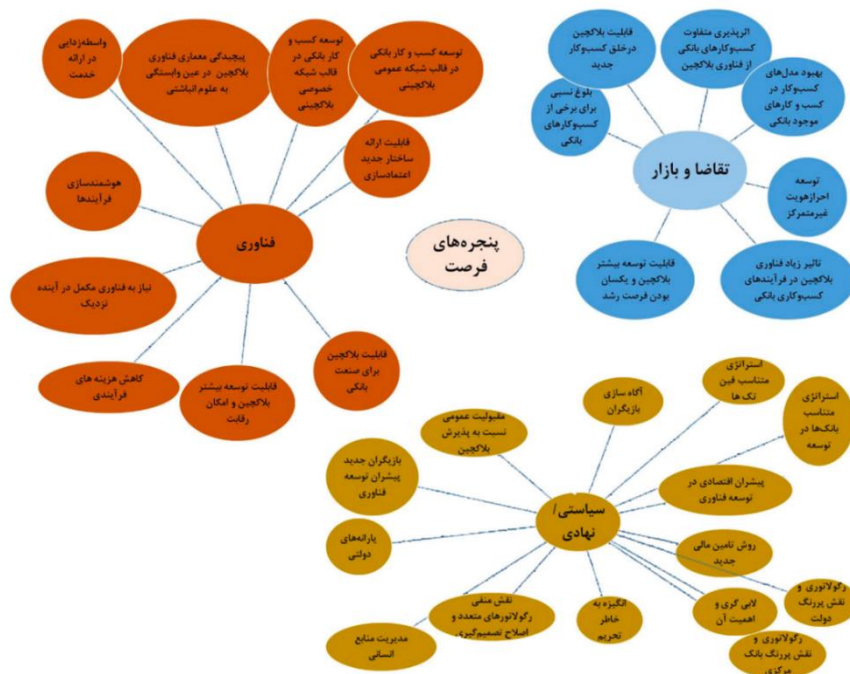 واسطه‌زدایی
در ارائه
خدمت
پیچیدگی معماری فناوری
بلاکچین در عین وابستگی
به علوم انباشتی
توسعه کسب و
کار بانکی در
قالب شبکه
خصوصی
بلاکچینی
توسعه کسب و کار بانکی
در قالب شبکه عمومی
بلاکچینی
قابلیت ارائه
ساختار جدید
اعتمادسازی
هوشمندسازی
فرآیندها
فناوری
نیاز به فناوری مکمل در آینده
نزدیک
کاهش هزینه های
فرآیندی
قابلیت توسعه بیشتر
بلاکچین و امکان
رقابت
قابلیت بلاکچین
برای صنعت
بانکی
پنجره‌های
فرصت
قابلیت بلاکچین
درخلق کسب‌وکار
جدید
اثرپذیری متفاوت
کسب‌وکارهای بانکی
از فناوری بلاکچین
بهبود مدل‌های
کسب‌وکار در
کسب و کارهای
موجود بانکی
بلوغ نسبی
برای برخی از
کسب‌وکارهای
بانکی
تقاضا و بازار
توسعه
احرازهویت
غیرمتمرکز
قابلیت توسعه بیشتر
بلاکچین و یکسان
بودن فرصت رشد
تاثیر زیاد فناوری
بلاکچین در فرآیندهای
کسب‌وکاری بانکی
استراتژی
متناسب فین
تک ها
استراتژی
متناسب
بانک‌ها در
توسعه
آگاه سازی
بازیگران
مقبولیت عمومی
نسبت به پذیرش
بلاکچین
بازیگران جدید
پیشران توسعه
فناوری
پیشران اقتصادی در
توسعه فناوری
سیاستی/
نهادی
یارانه‌های
دولتی
روش تامین مالی
جدید
رگولاتوری و
نقش پررنگ
دولت
لابی گری و
اهمیت آن
انگیزه به
خاطر
تحریم
نقش منفی
رگولاتورهای متعدد و
اصلاح تصمیم‌گیری
مدیریت منابع
انسانی
رگولاتوری و
نقش پررنگ بانک
مرکزی